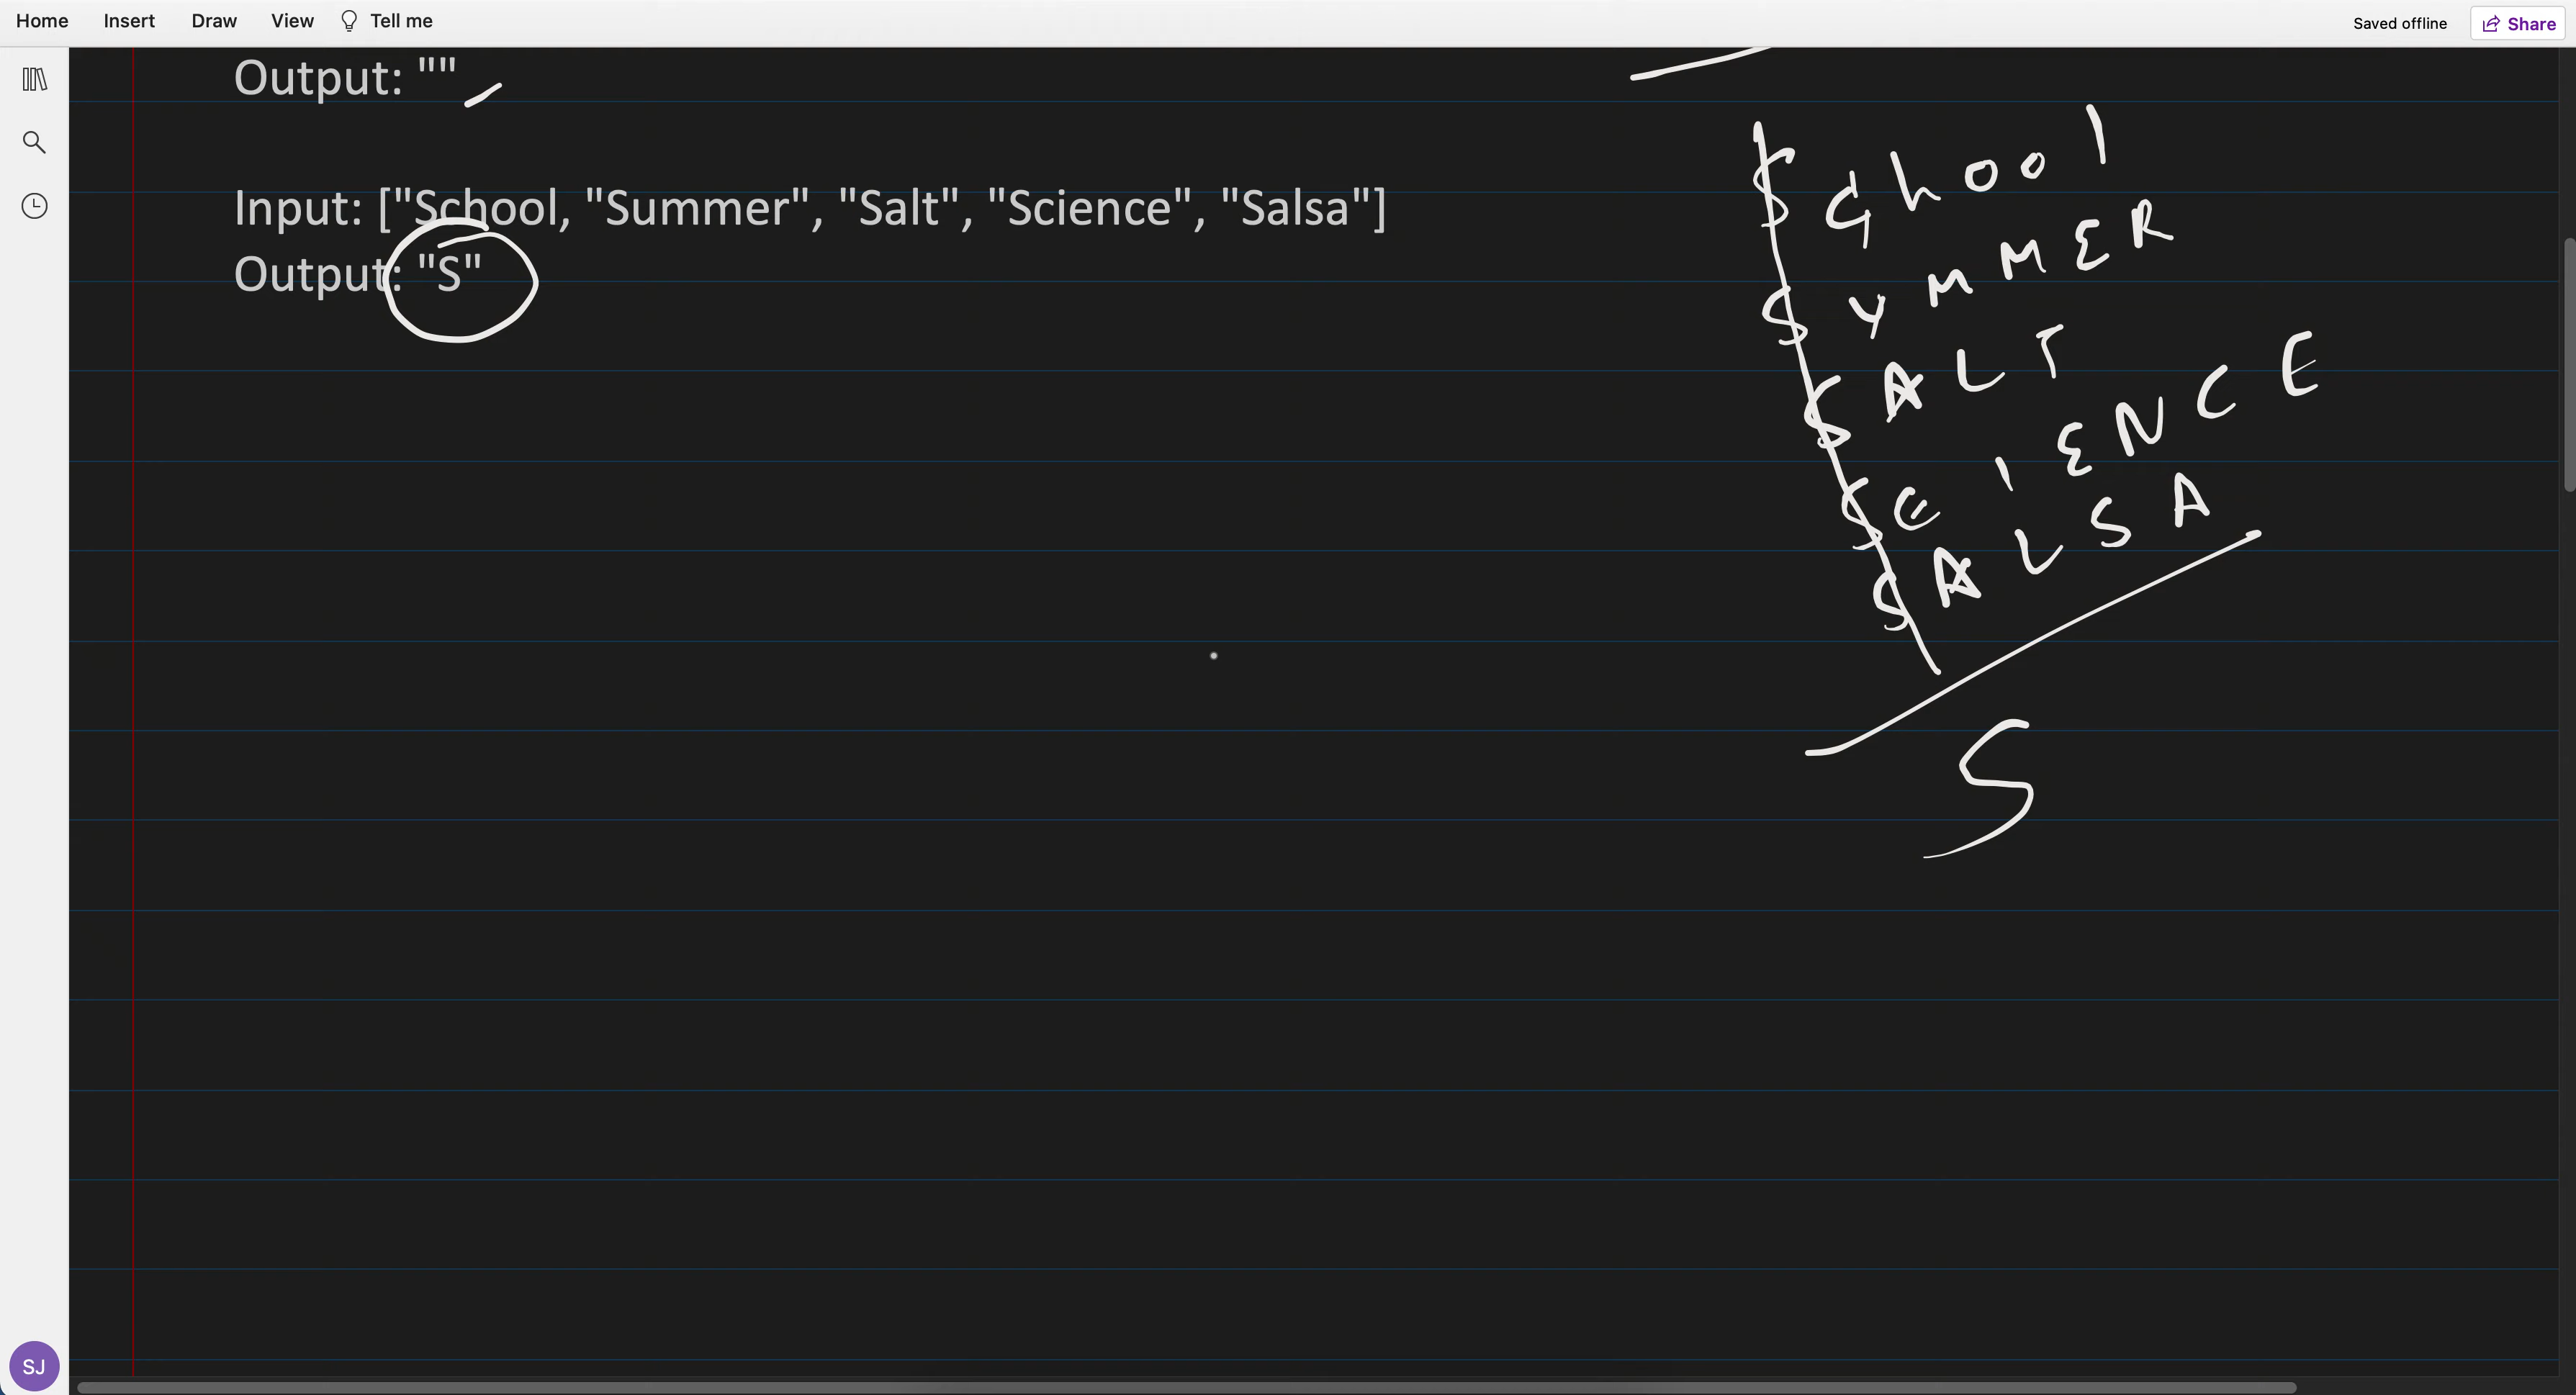 Home Insert Draw View Tell me Saved offline Share
Output: ""
Input: ["School, "Summer", "Salt", "Science", "Salsa"]
Output: "S"
School
SUMMER
SALT
SCIENCE
SALSA
S
SJ